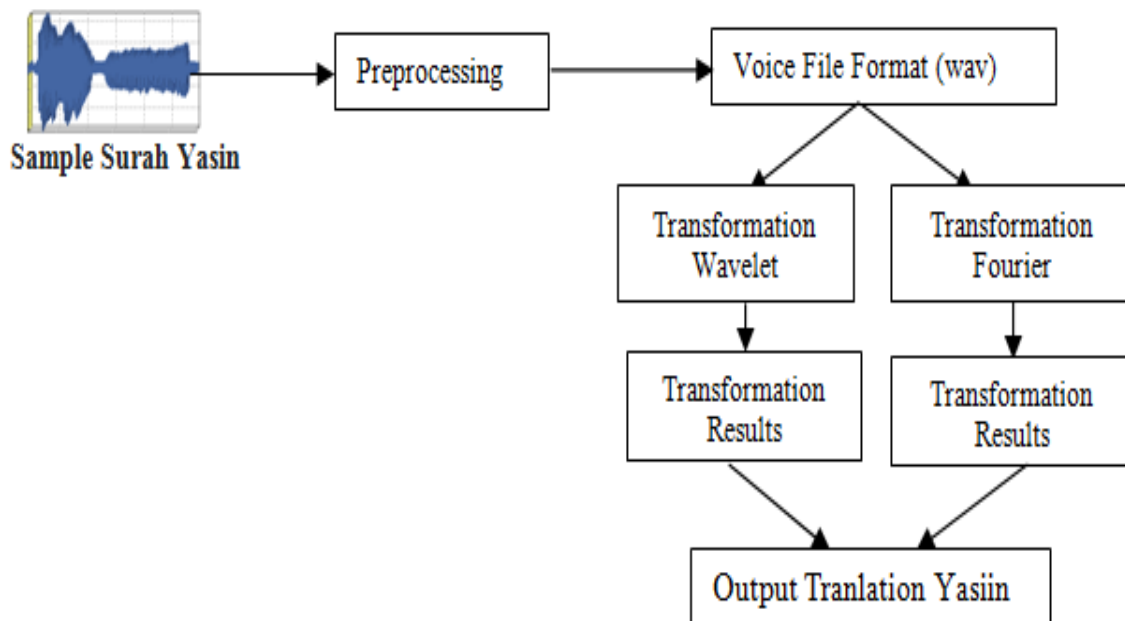 Sample Surah Yasin
Preprocessing
Voice File Format (wav)
Transformation
Wavelet
Transformation
Fourier
Transformation
Results
Transformation
Results
Output Tranlation Yasiin